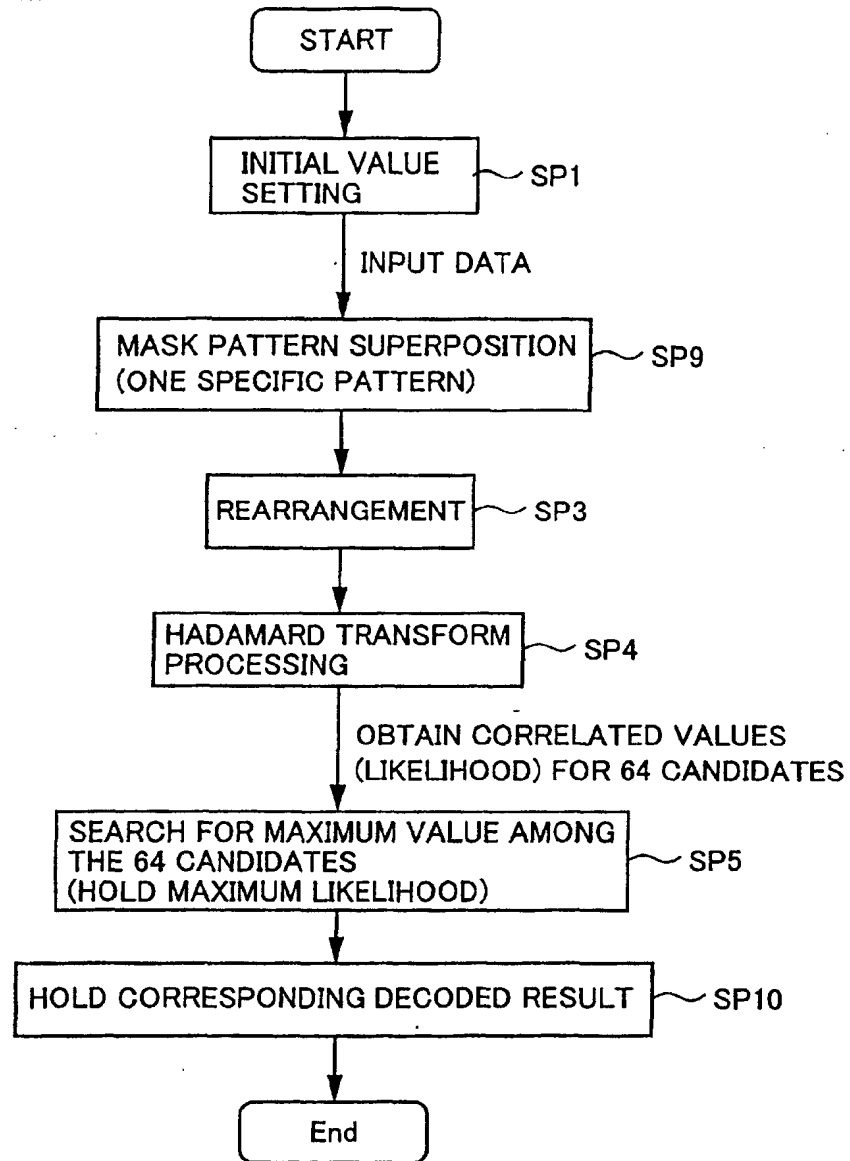 START
INITIAL VALUE
SETTING
SP1
INPUT DATA
MASK PATTERN SUPERPOSITION
(ONE SPECIFIC PATTERN)
SP9
REARRANGEMENT
SP3
HADAMARD TRANSFORM
PROCESSING
SP4
OBTAIN CORRELATED VALUES
(LIKELIHOOD) FOR 64 CANDIDATES
SEARCH FOR MAXIMUM VALUE AMONG
THE 64 CANDIDATES
(HOLD MAXIMUM LIKELIHOOD)
SP5
HOLD CORRESPONDING DECODED RESULT
SP10
End